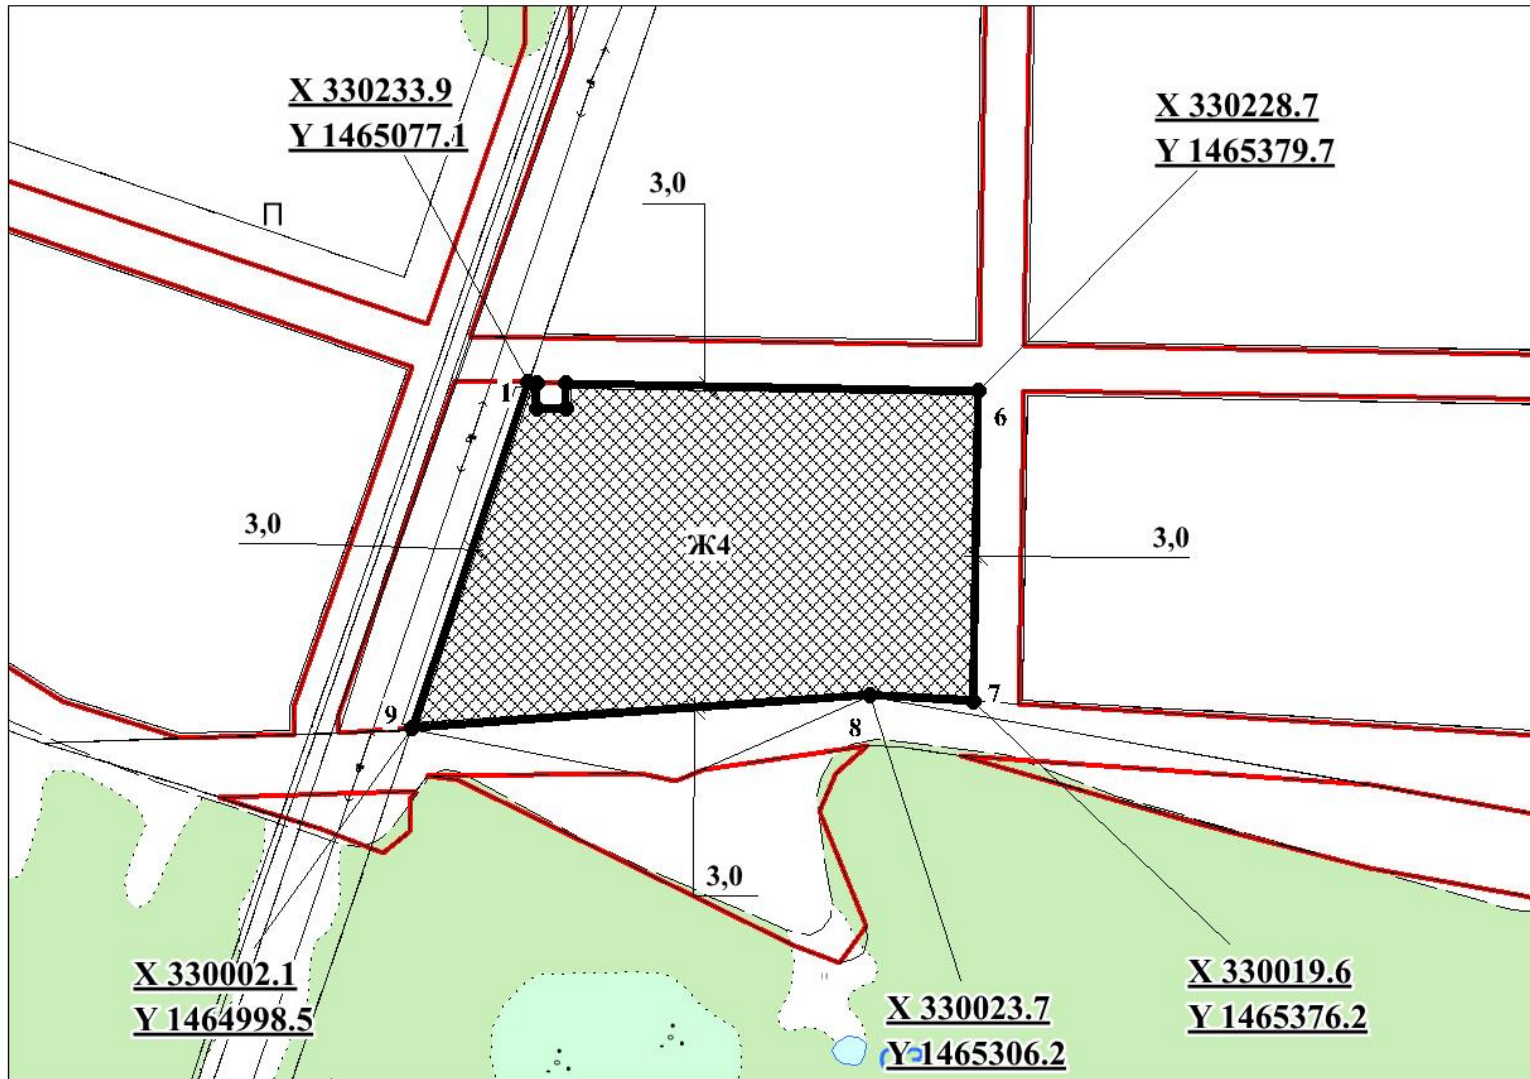 X 330233.9
Y 1465077.1
X 330228.7
Y 1465379.7
3,0
П
1
6
3,0
Ж4
3,0
9
7
8
3,0
X 330002.1
Y 1464998.5
X 330023.7
Y 1465306.2
X 330019.6
Y 1465376.2